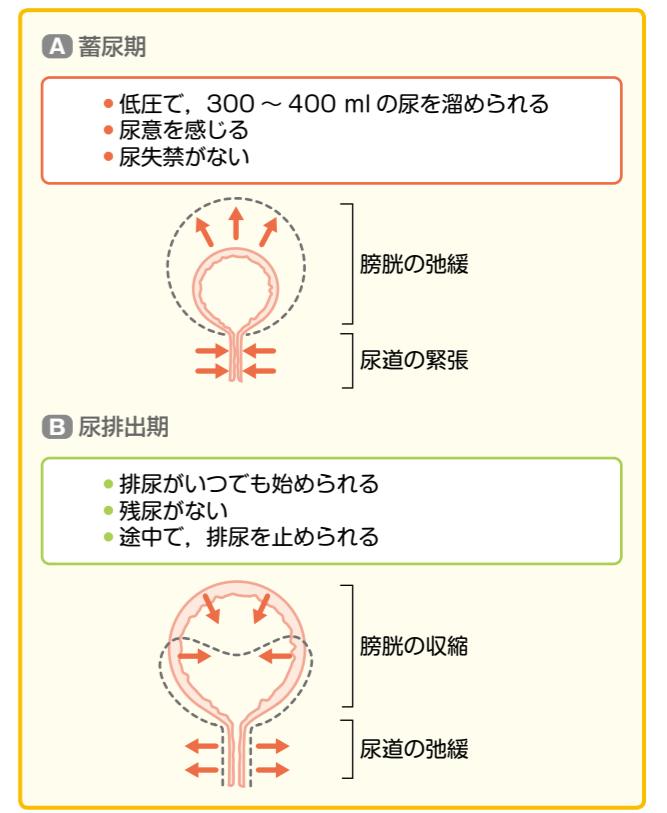 A 蓄尿期
●低圧で，300～400 mlの尿を溜められる
●尿意を感じる
●尿失禁がない
膀胱の弛緩
尿道の緊張
B 尿排出期
●排尿がいつでも始められる
●残尿がない
●途中で，排尿を止められる
膀胱の収縮
尿道の弛緩